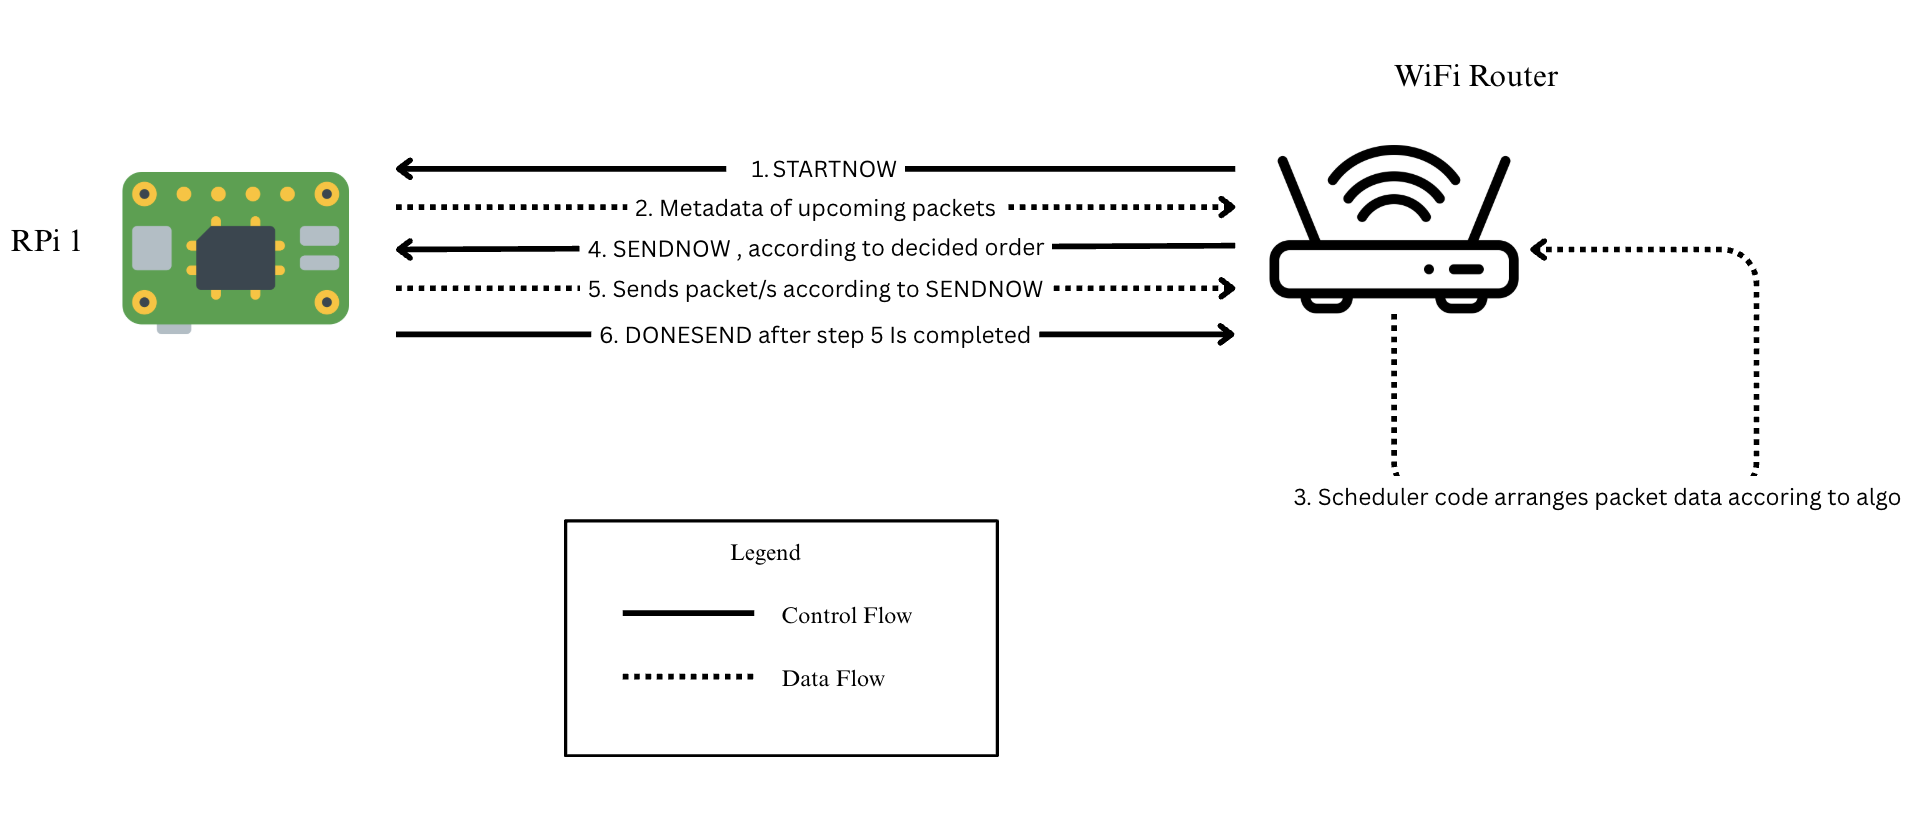 WiFi Router
RPi 1
1. STARTNOW
2. Metadata of upcoming packets
4. SENDNOW , according to decided order
5. Sends packet/s according to SENDNOW
6. DONESEND after step 5 Is completed
3. Scheduler code arranges packet data accoring to algo
Legend
Control Flow
Data Flow